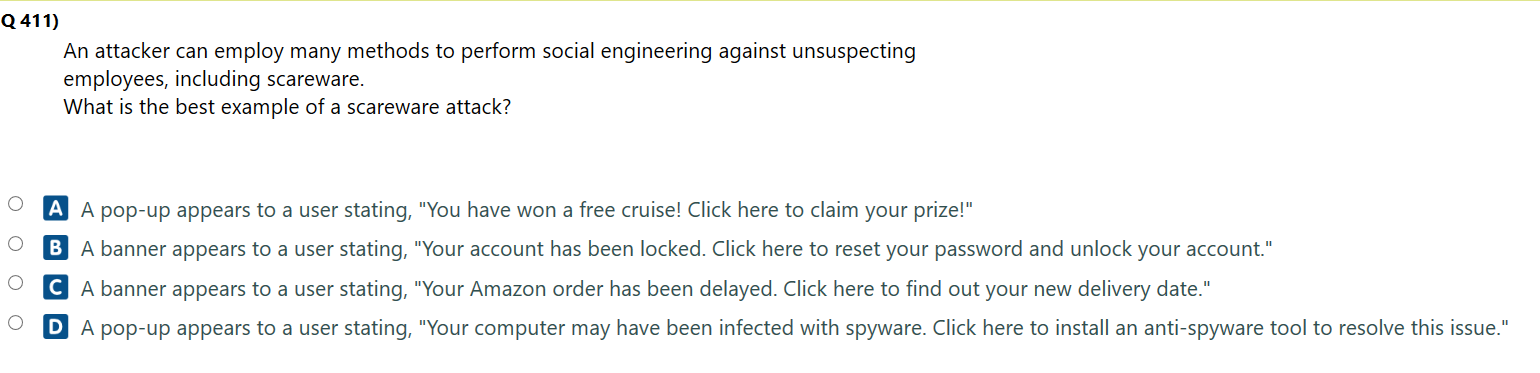 Q 411)
An attacker can employ many methods to perform social engineering against unsuspecting
employees, including scareware.
What is the best example of a scareware attack?
A A pop-up appears to a user stating, "You have won a free cruise! Click here to claim your prize!"
B A banner appears to a user stating, "Your account has been locked. Click here to reset your password and unlock your account."
C A banner appears to a user stating, "Your Amazon order has been delayed. Click here to find out your new delivery date."
D A pop-up appears to a user stating, "Your computer may have been infected with spyware. Click here to install an anti-spyware tool to resolve this issue."